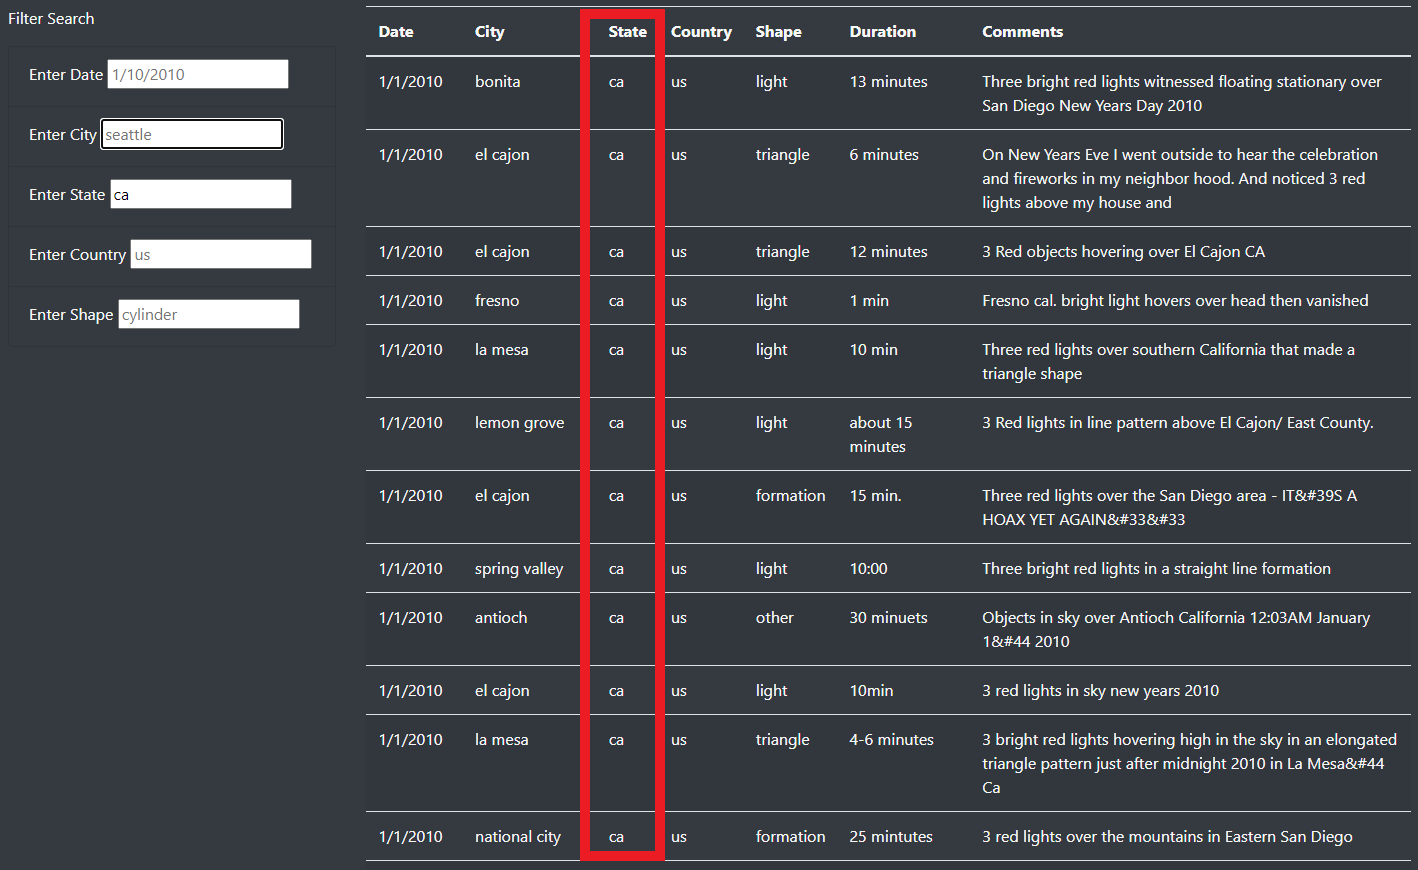 Filter Search
Enter Date 1/10/2010
Enter City seattle
Enter State ca
Enter Country us
Enter Shape cylinder
Date City State Country Shape Duration Comments
1/1/2010 bonita ca us light 13 minutes Three bright red lights witnessed floating stationary over
San Diego New Years Day 2010
1/1/2010 el cajon ca us triangle 6 minutes On New Years Eve I went outside to hear the celebration
and fireworks in my neighbor hood. And noticed 3 red
lights above my house and
1/1/2010 el cajon ca us triangle 12 minutes 3 Red objects hovering over El Cajon CA
1/1/2010 fresno ca us light 1 min Fresno cal. bright light hovers over head then vanished
1/1/2010 la mesa ca us light 10 min Three red lights over southern California that made a
triangle shape
1/1/2010 lemon grove ca us light about 15 3 Red lights in line pattern above El Cajon/ East County.
minutes
1/1/2010 el cajon ca us formation 15 min. Three red lights over the San Diego area - IT&#39S A
HOAX YET AGAIN&#33&#33
1/1/2010 spring valley ca us light 10:00 Three bright red lights in a straight line formation
1/1/2010 antioch ca us other 30 minuets Objects in sky over Antioch California 12:03AM January
1&#44 2010
1/1/2010 el cajon ca us light 10min 3 red lights in sky new years 2010
1/1/2010 la mesa ca us triangle 4-6 minutes 3 bright red lights hovering high in the sky in an elongated
triangle pattern just after midnight 2010 in La Mesa&#44
Ca
1/1/2010 national city ca us formation 25 mintutes 3 red lights over the mountains in Eastern San Diego